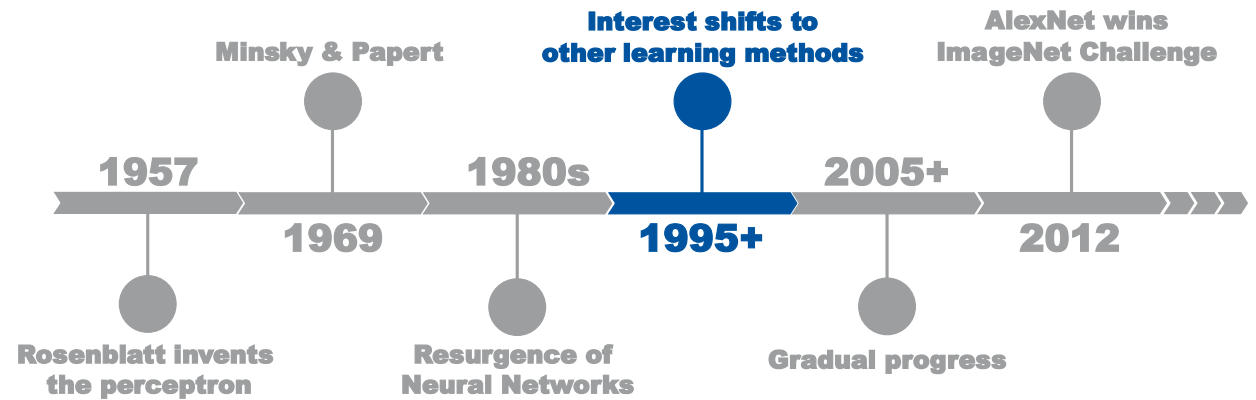 Interest shifts to
other learning methods
AlexNet wins
ImageNet Challenge
Minsky & Papert
1957
1980s
2005+
1969
1995+
2012
Rosenblatt invents
the perceptron
Resurgence of
Neural Networks
Gradual progress